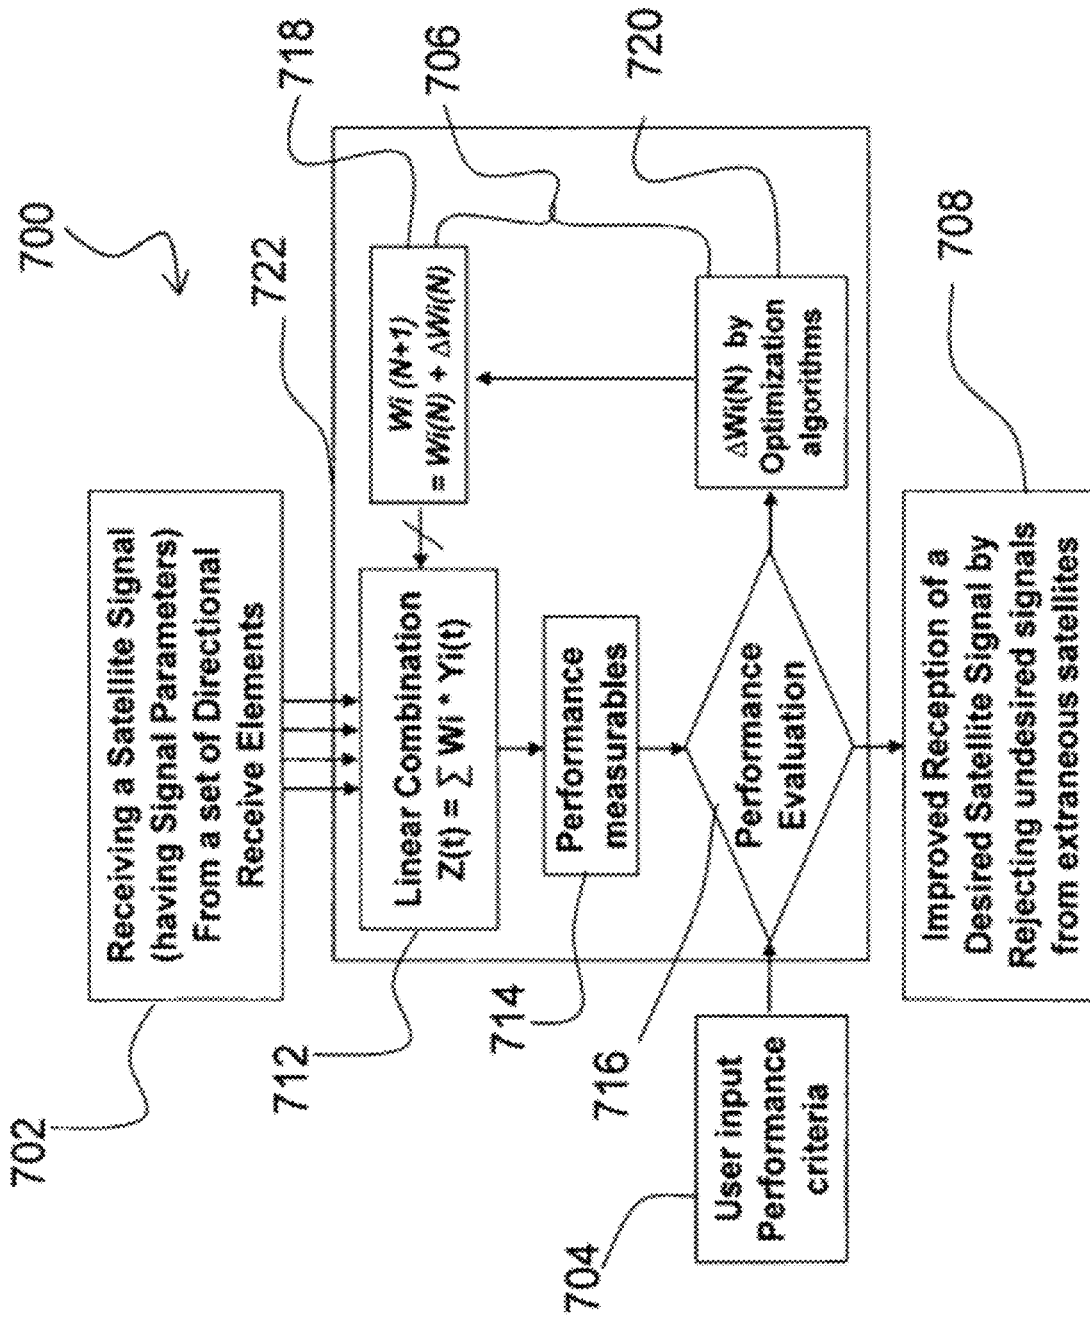 700
702
Receiving a Satellite Signal
(having Signal Parameters)
From a set of Directional
Receive Elements
722
718
706
720
712
Linear Combination
Z(t) = ∑ Wi * Yi(t)
Wi (N+1)
= Wi(N) + ΔWi(N)
714
Performance
measurables
716
Performance
Evaluation
ΔWi(N) by
Optimization
algorithms
704
User input
Performance
criteria
708
Improved Reception of a
Desired Satellite Signal by
Rejecting undesired signals
from extraneous satellites